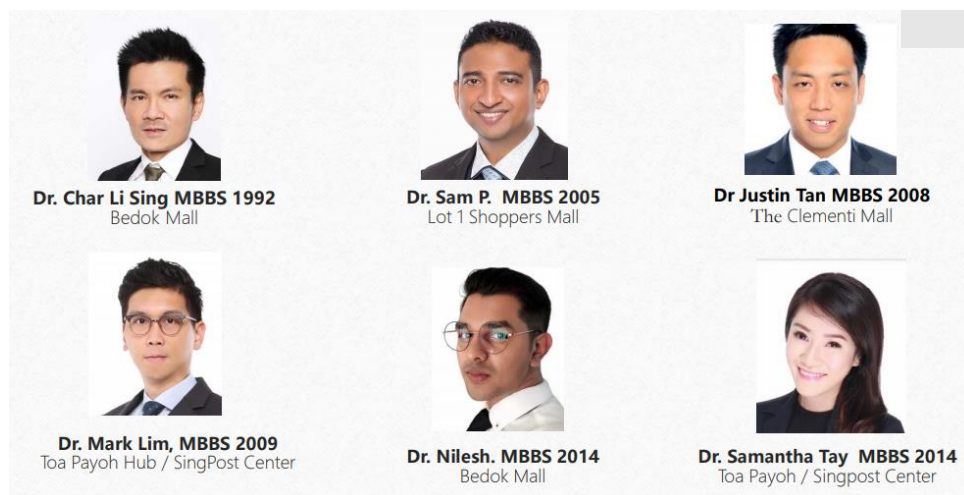 Dr. Char Li Sing MBBS 1992
Bedok Mall
Dr. Sam P. MBBS 2005
Lot 1 Shoppers Mall
Dr Justin Tan MBBS 2008
The Clementi Mall
Dr. Mark Lim, MBBS 2009
Toa Payoh Hub / SingPost Center
Dr. Nilesh. MBBS 2014
Bedok Mall
Dr. Samantha Tay MBBS 2014
Toa Payoh / Singpost Center